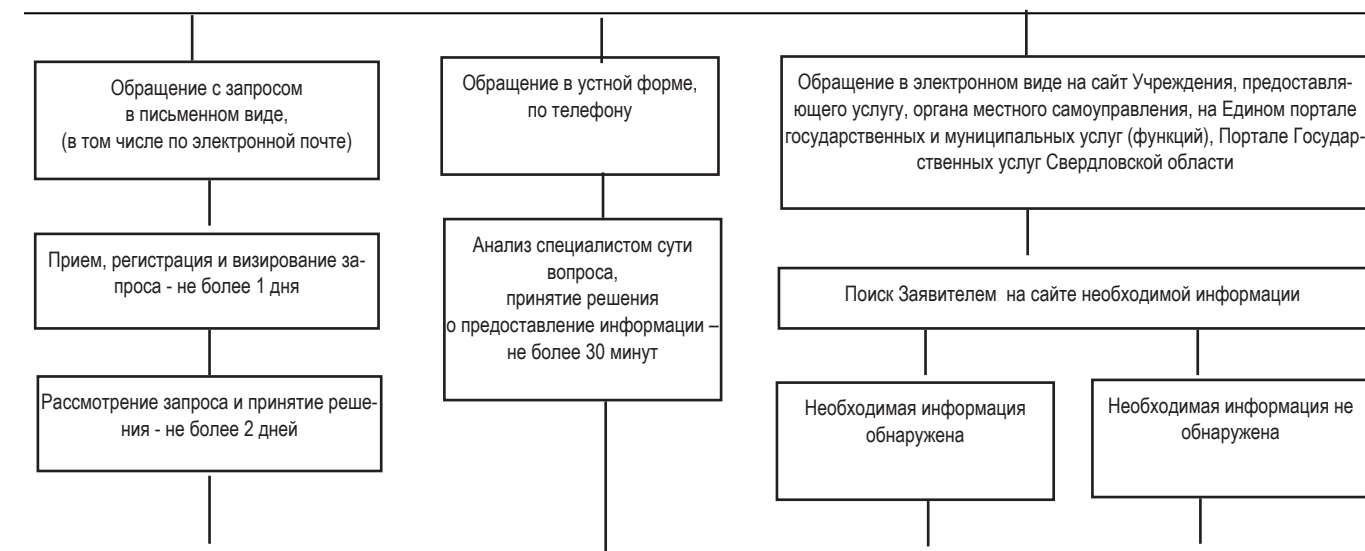 Обращение с запросом
в письменном виде,
(в том числе по электронной почте)
Прием, регистрация и визирование за-
проса - не более 1 дня
Рассмотрение запроса и принятие реше-
ния - не более 2 дней
Обращение в устной форме,
по телефону
Анализ специалистом сути
вопроса,
принятие решения
о предоставление информации –
не более 30 минут
Обращение в электронном виде на сайт Учреждения, предоставля-
ющего услугу, органа местного самоуправления, на Едином портале
государственных и муниципальных услуг (функций), Портале Государ-
ственных услуг Свердловской области
Поиск Заявителем на сайте необходимой информации
Необходимая информация
обнаружена
Необходимая информация не
обнаружена